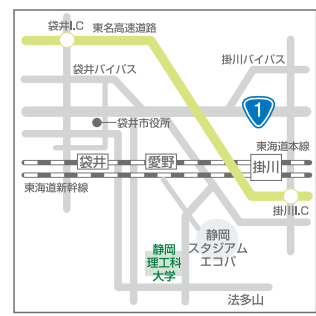 袋井I.C
東名高速道路
袋井バイパス
掛川バイパス
1
袋井市役所
東海道本線
袋井
愛野
掛川
東海道新幹線
掛川I.C
静岡
スタジアム
エコパ
静岡
理工科
大学
法多山